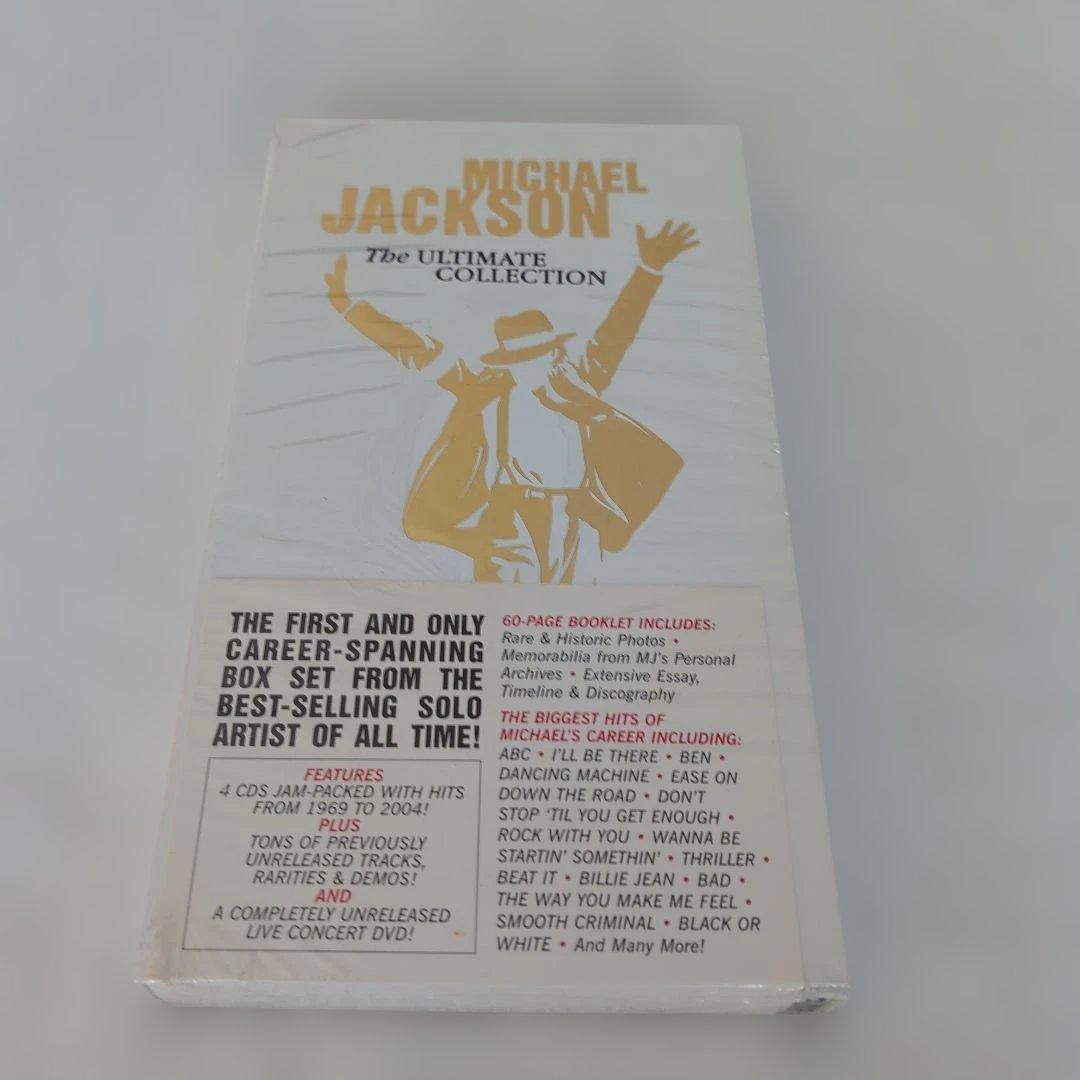 MICHAEL
JACKSON
The ULTIMATE
COLLECTION
THE FIRST AND ONLY
CAREER-SPANNING
BOX SET FROM THE
BEST-SELLING SOLO
ARTIST OF ALL TIME!
FEATURES
4 CDS JAM-PACKED WITH HITS
FROM 1969 TO 2004!
PLUS
TONS OF PREVIOUSLY
UNRELEASED TRACKS,
RARITIES & DEMOS!
AND
A COMPLETELY UNRELEASED
LIVE CONCERT DVD!
60-PAGE BOOKLET INCLUDES:
Rare & Historic Photos •
Memorabilia from MJ's Personal
Archives • Extensive Essay,
Timeline & Discography
THE BIGGEST HITS OF
MICHAEL'S CAREER INCLUDING:
ABC • I'LL BE THERE • BEN •
DANCING MACHINE • EASE ON
DOWN THE ROAD • DON'T
STOP 'TIL YOU GET ENOUGH •
ROCK WITH YOU • WANNA BE
STARTIN' SOMETHIN' • THRILLER •
BEAT IT • BILLIE JEAN • BAD •
THE WAY YOU MAKE ME FEEL •
SMOOTH CRIMINAL • BLACK OR
WHITE • And Many More!